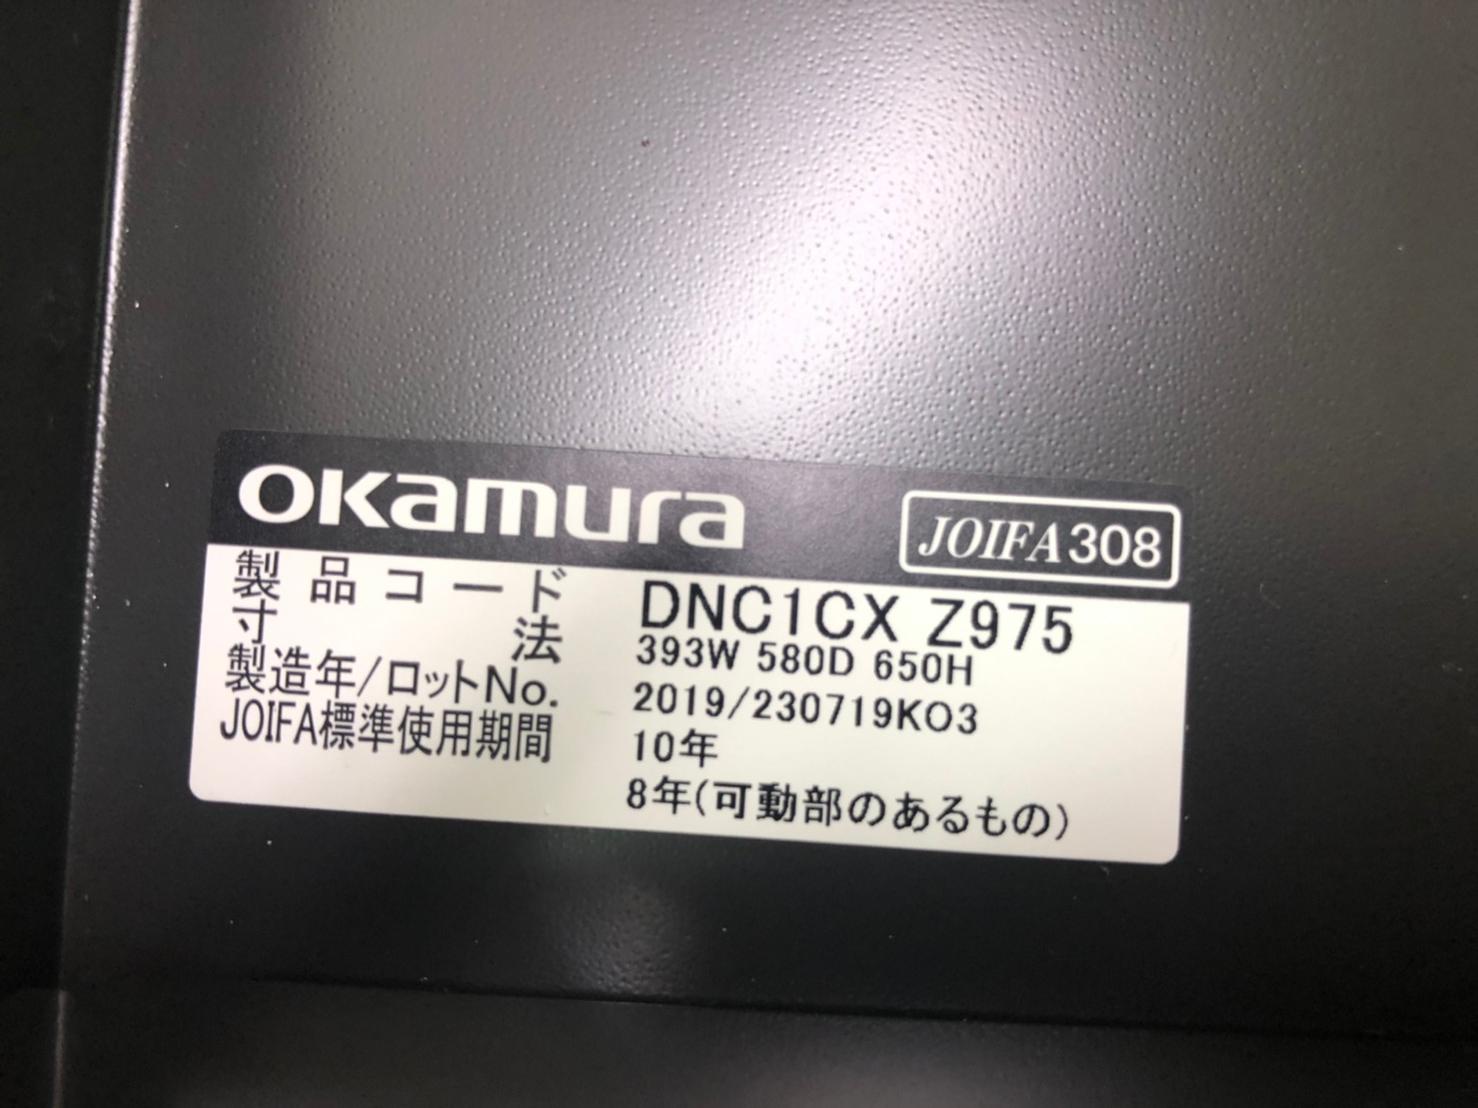 okamura
JOIFA308
製品コード DNC1CX Z975
寸法 393W 580D 650H
製造年/ロットNo. 2019/230719KO3
JOIFA標準使用期間 10年
8年(可動部のあるもの)